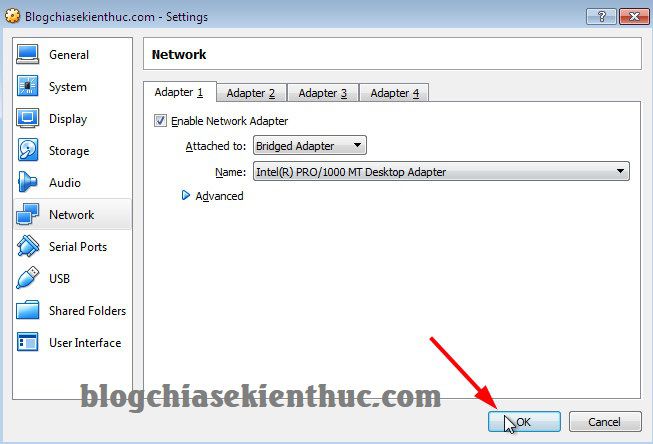 Blogchiasekienthuc.com - Settings
General
System
Display
Storage
Audio
Network
Serial Ports
USB
Shared Folders
User Interface
Network
Adapter 1 Adapter 2 Adapter 3 Adapter 4
Enable Network Adapter
Attached to: Bridged Adapter
Name: Intel(R) PRO/1000 MT Desktop Adapter
Advanced
blogchiasekienthuc.com
OK Cancel